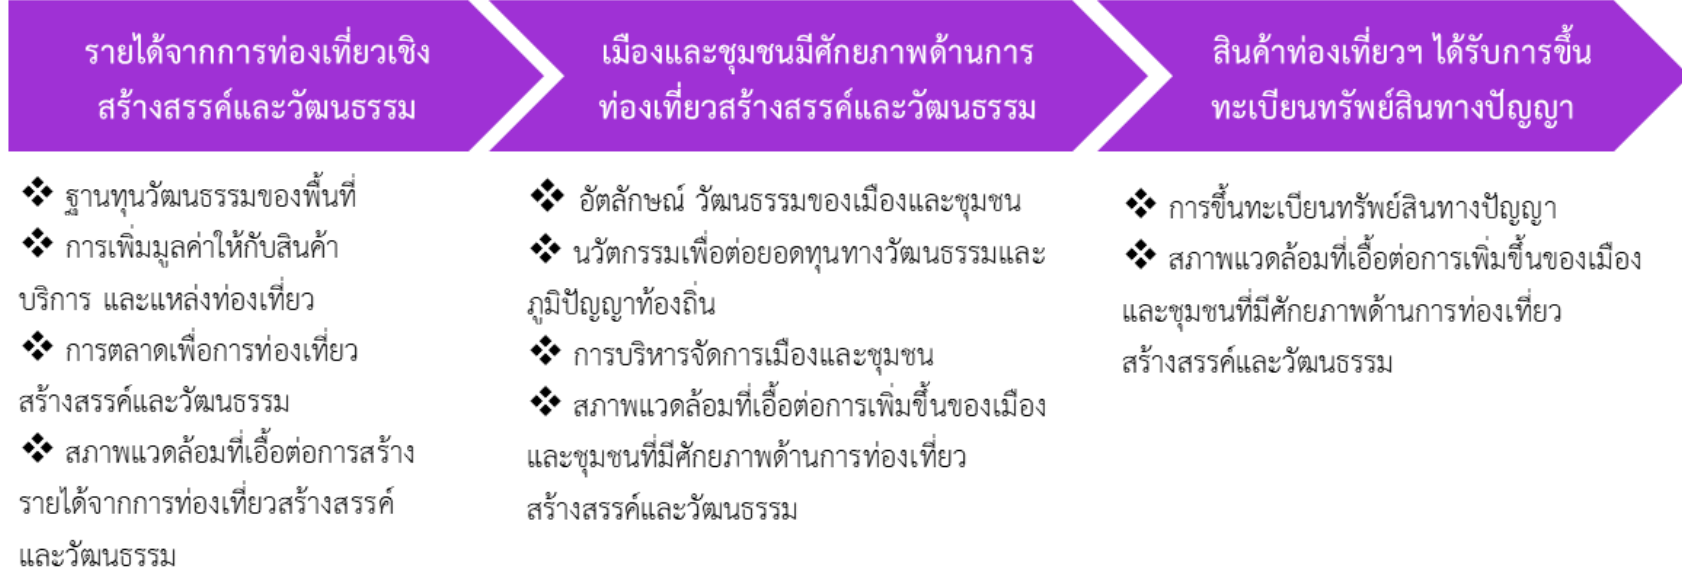 รายได้จากการท่องเที่ยวเชิง
สร้างสรรค์และวัฒนธรรม
❖ ฐานทุนวัฒนธรรมของพื้นที่
❖ การเพิ่มมูลค่าให้กับสินค้า
บริการ และแหล่งท่องเที่ยว
❖ การตลาดเพื่อการท่องเที่ยว
สร้างสรรค์และวัฒนธรรม
❖ สภาพแวดล้อมที่เอื้อต่อการสร้าง
รายได้จากการท่องเที่ยวสร้างสรรค์
และวัฒนธรรม
เมืองและชุมชนมีศักยภาพด้านการ
ท่องเที่ยวสร้างสรรค์และวัฒนธรรม
❖ อัตลักษณ์ วัฒนธรรมของเมืองและชุมชน
❖ นวัตกรรมเพื่อต่อยอดทุนทางวัฒนธรรมและ
ภูมิปัญญาท้องถิ่น
❖ การบริหารจัดการเมืองและชุมชน
❖ สภาพแวดล้อมที่เอื้อต่อการเพิ่มขึ้นของเมือง
และชุมชนที่มีศักยภาพด้านการท่องเที่ยว
สร้างสรรค์และวัฒนธรรม
สินค้าท่องเที่ยวฯ ได้รับการขึ้น
ทะเบียนทรัพย์สินทางปัญญา
❖ การขึ้นทะเบียนทรัพย์สินทางปัญญา
❖ สภาพแวดล้อมที่เอื้อต่อการเพิ่มขึ้นของเมือง
และชุมชนที่มีศักยภาพด้านการท่องเที่ยว
สร้างสรรค์และวัฒนธรรม